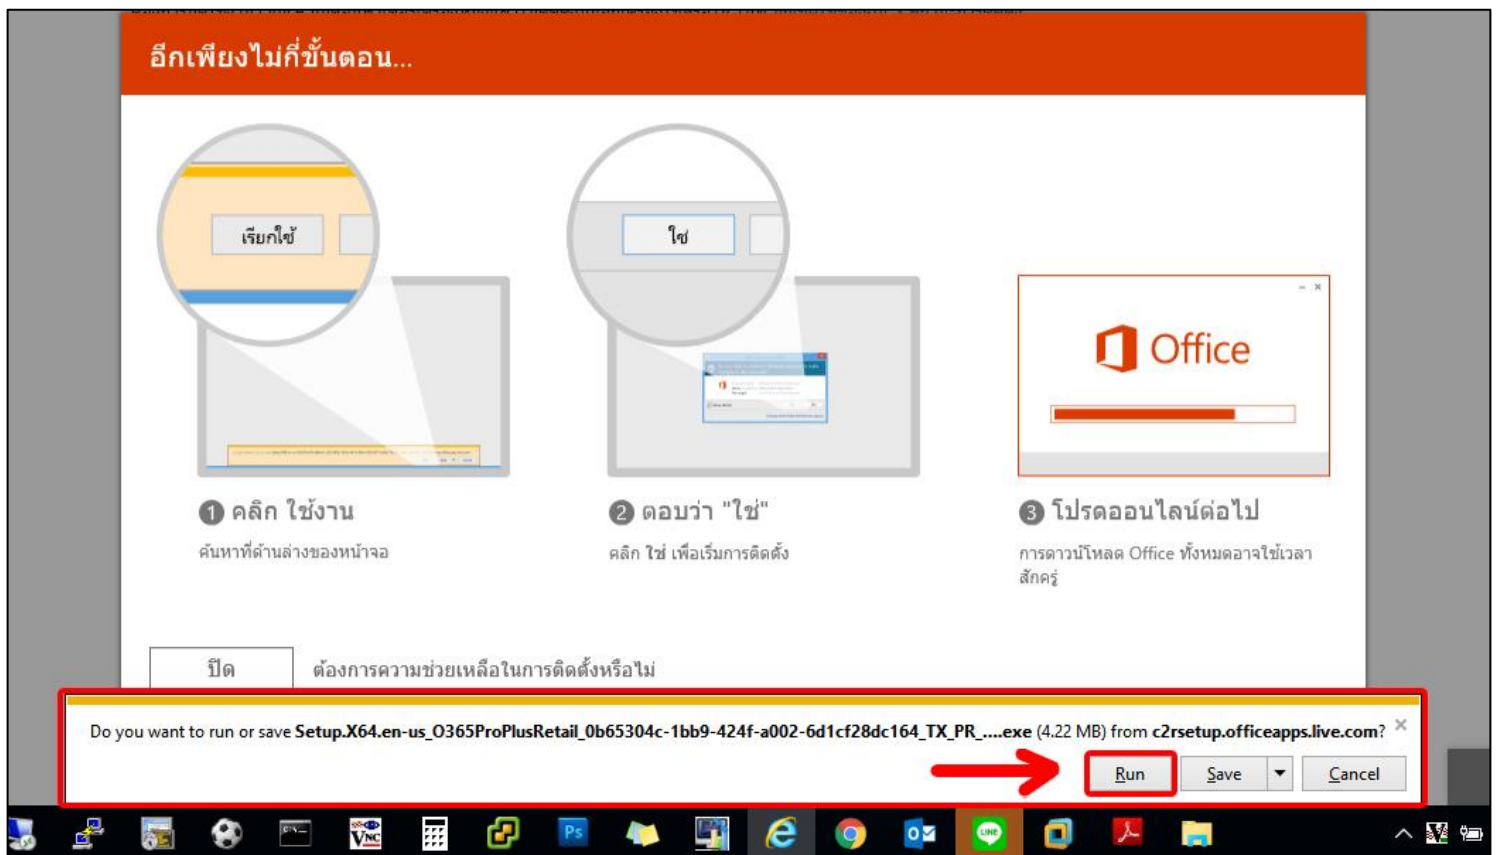 อีกเพียงไม่กี่ขั้นตอน...
เรียกใช้
ใช่
Office
1 คลิก ใช้งาน
ค้นหาที่ด้านล่างของหน้าจอ
2 ตอบว่า "ใช่"
คลิก ใช่ เพื่อเริ่มการติดตั้ง
3 โปรดออนไลน์ต่อไป
การดาวน์โหลด Office ทั้งหมดอาจใช้เวลา
สักครู่
ปิด
ต้องการความช่วยเหลือในการติดตั้งหรือไม่
Do you want to run or save Setup.X64.en-us_O365ProPlusRetail_0b65304c-1bb9-424f-a002-6d1cf28dc164_TX_PR_....exe (4.22 MB) from c2rsetup.officeapps.live.com?
Run
Save
Cancel
VNC
Ps
LINE